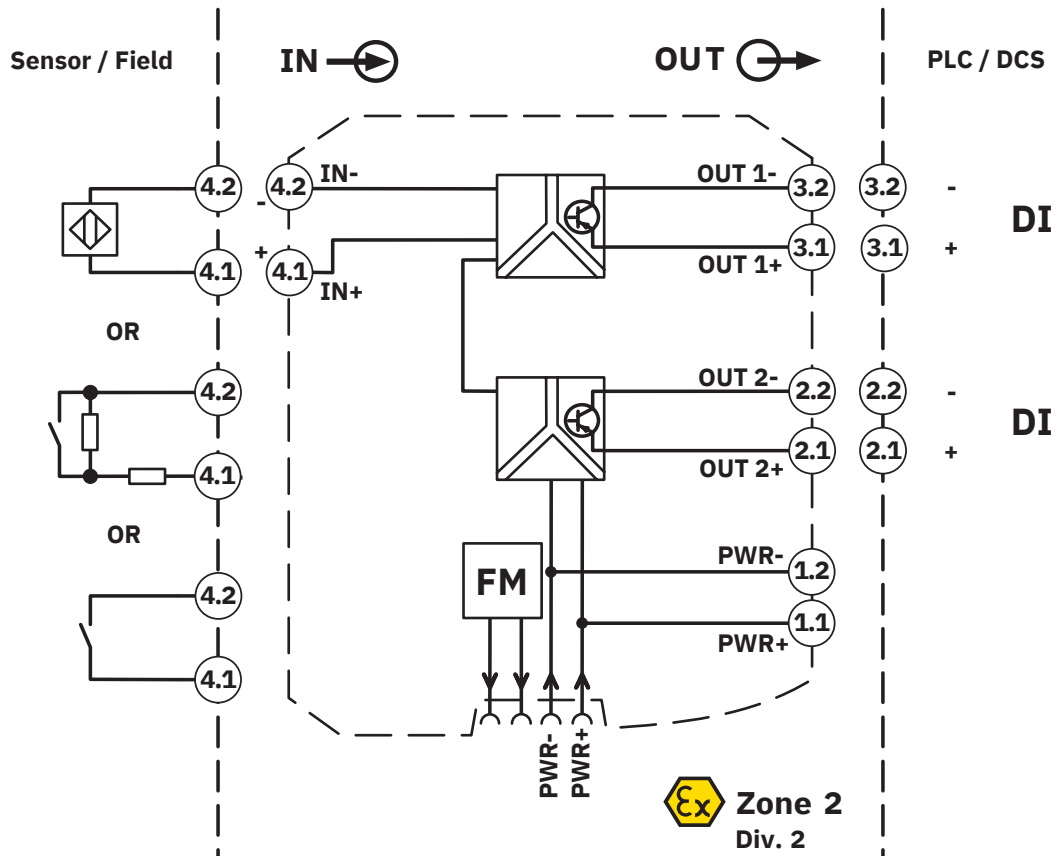 Sensor / Field
IN
OUT
PLC / DCS
4.2
4.2
IN-
OUT 1-
3.2
3.2
-
-
DI
+
4.1
4.1
IN+
OUT 1+
3.1
3.1
+
OR
4.2
OUT 2-
2.2
2.2
-
DI
4.1
OUT 2+
2.1
2.1
+
OR
FM
PWR-
1.2
4.2
PWR+
1.1
4.1
PWR-
PWR+
Ex
Zone 2
Div. 2